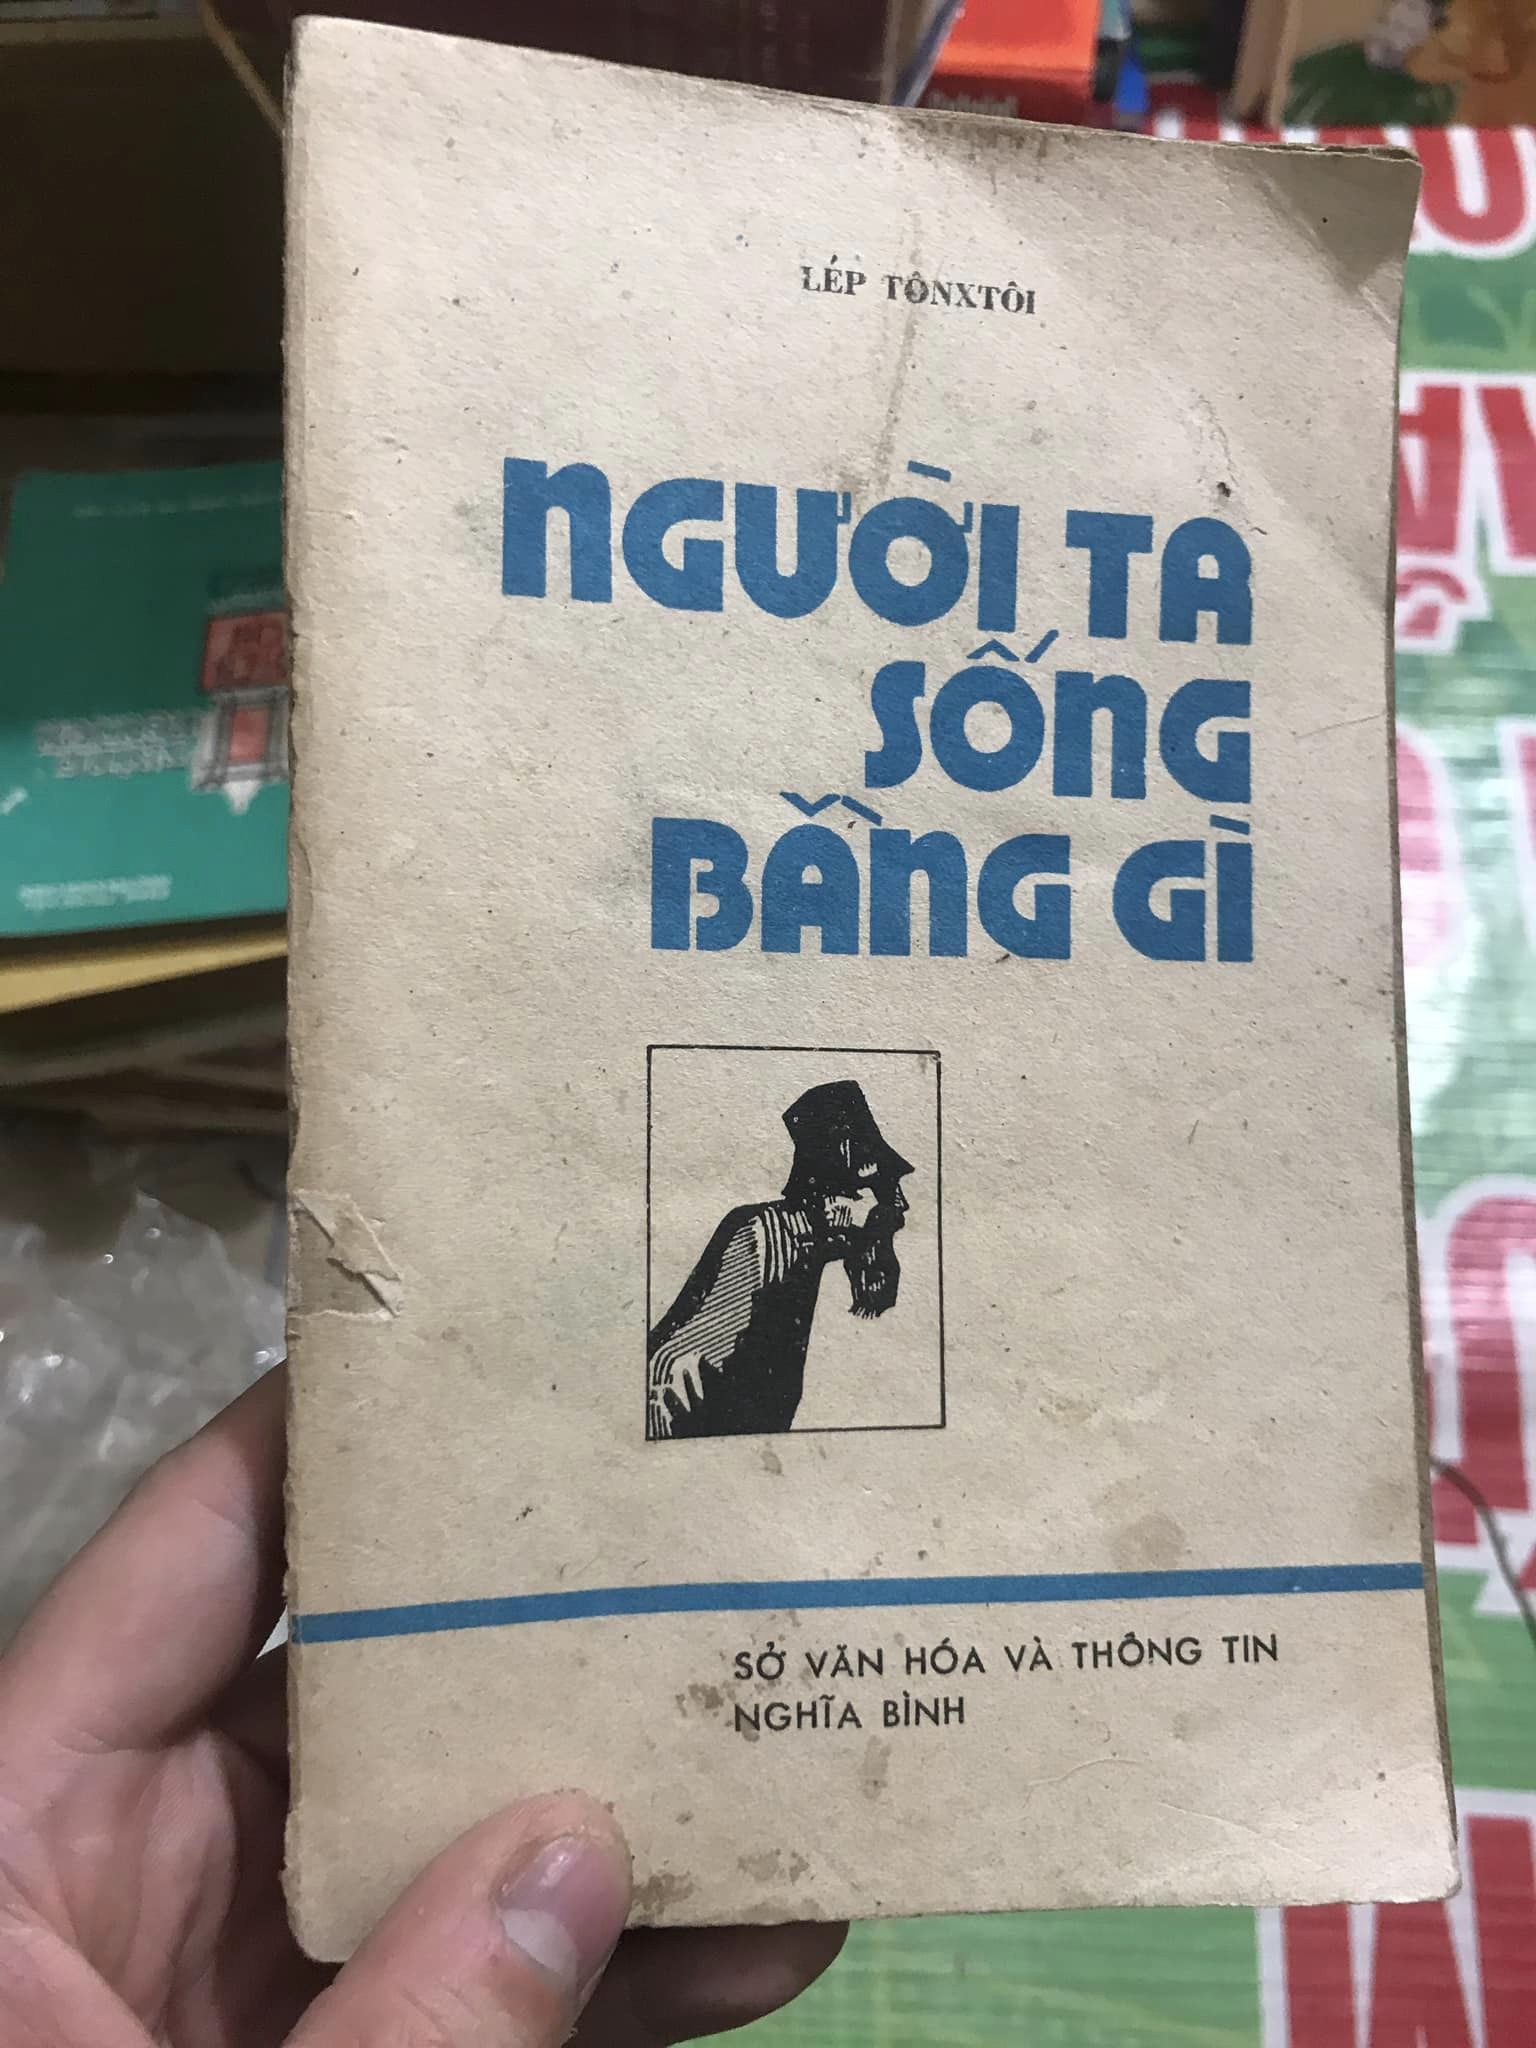 LÉP TÔNXTÔI
NGƯỜI TA
SỐNG
BẰNG GÌ
SỞ VĂN HÓA VÀ THÔNG TIN
NGHĨA BÌNH